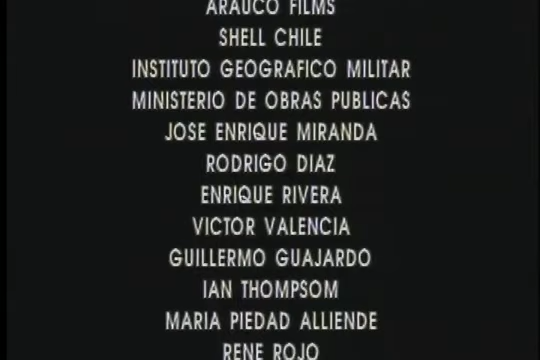 ARAUCO FILMS
SHELL CHILE
INSTITUTO GEOGRAFICO MILITAR
MINISTERIO DE OBRAS PUBLICAS
JOSE ENRIQUE MIRANDA
RODRIGO DIAZ
ENRIQUE RIVERA
VICTOR VALENCIA
GUILLERMO GUAJARDO
IAN THOMPSOM
MARIA PIEDAD ALLIENDE
RENE ROJO